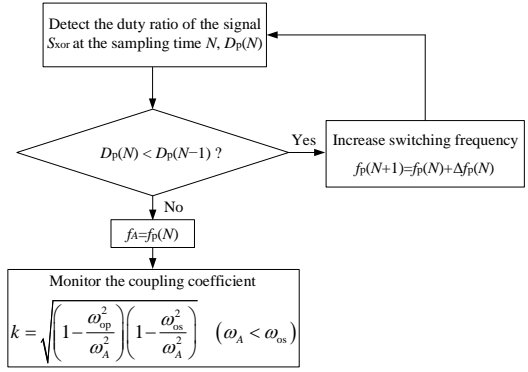 Detect the duty ratio of the signal
Sxor at the sampling time N, Dp(N)
Dp(N) < Dp(N−1) ?
Yes
Increase switching frequency
fp(N+1)=fp(N)+Δfp(N)
No
fA=fp(N)
Monitor the coupling coefficient
k = √((1−ω²op/ω²A)(1−ω²os/ω²A)) (ωA < ωos)